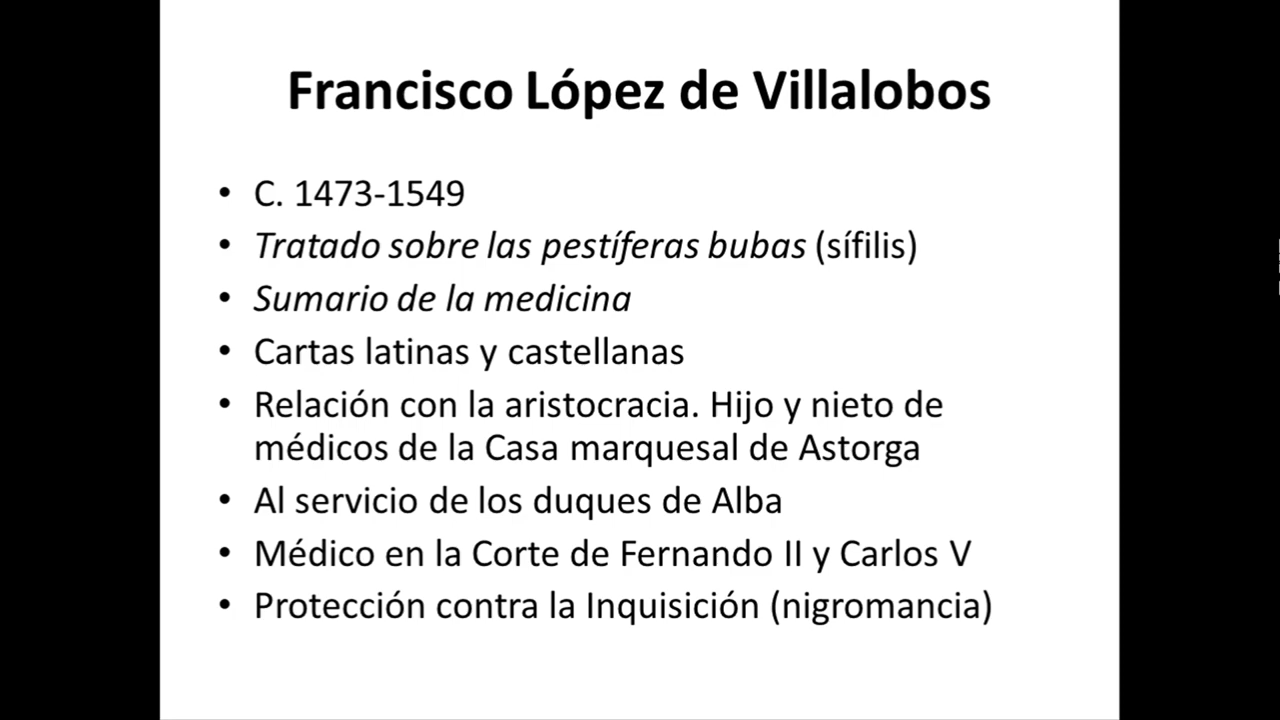 Francisco López de Villalobos
• C. 1473-1549
• Tratado sobre las pestíferas bubas (sífilis)
• Sumario de la medicina
• Cartas latinas y castellanas
• Relación con la aristocracia. Hijo y nieto de
médicos de la Casa marquesal de Astorga
• Al servicio de los duques de Alba
• Médico en la Corte de Fernando II y Carlos V
• Protección contra la Inquisición (nigromancia)